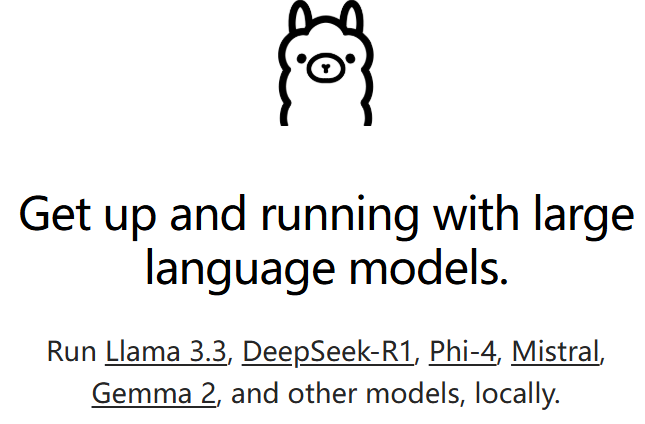 Get up and running with large
language models.
Run Llama 3.3, DeepSeek-R1, Phi-4, Mistral,
Gemma 2, and other models, locally.